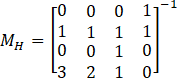 M_H = [0 0 0 1
1 1 1 1
0 0 1 0
3 2 1 0]^{-1}